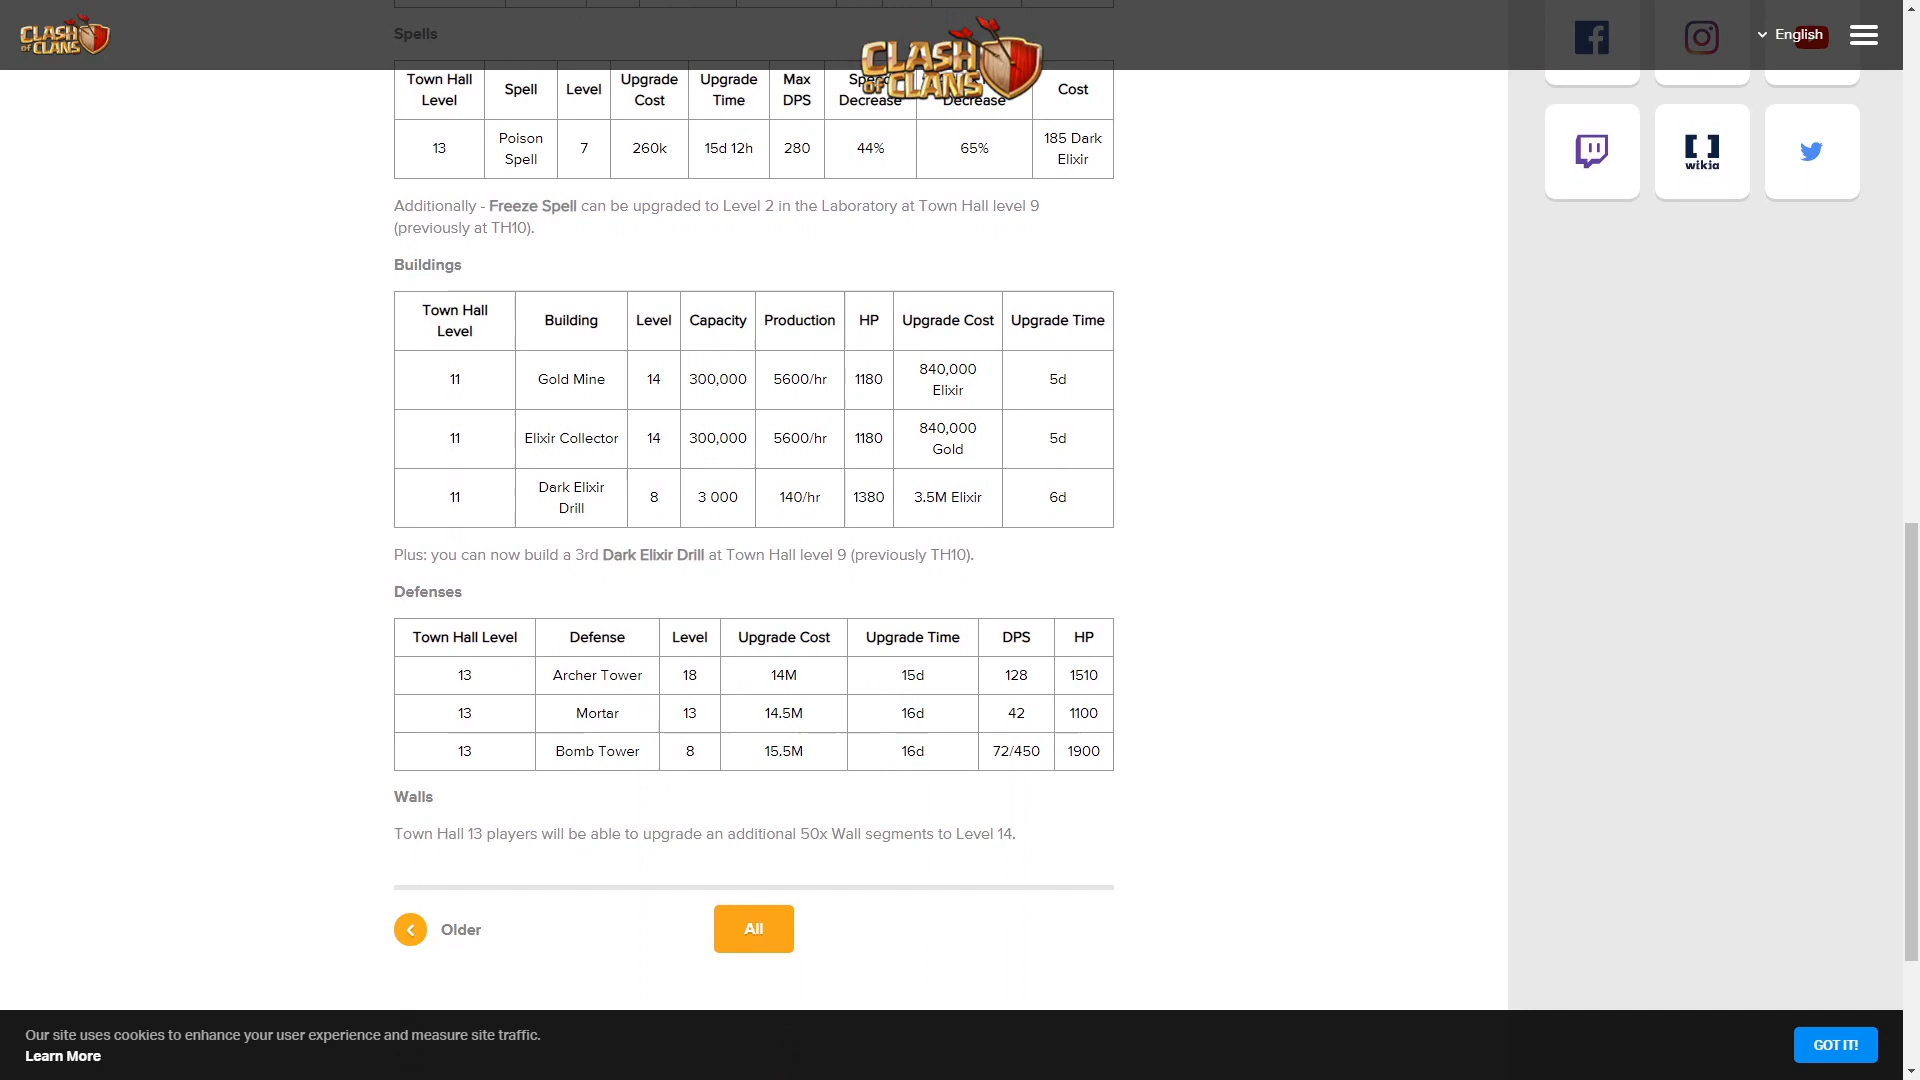 CLASH OF CLANS
Spells
CLASH OF CLANS
English
Town Hall Level Spell Level Upgrade Cost Upgrade Time Max DPS Decrease Decrease Cost
13 Poison Spell 7 260k 15d 12h 280 44% 65% 185 Dark Elixir
Additionally - Freeze Spell can be upgraded to Level 2 in the Laboratory at Town Hall level 9
(previously at TH10).
wikia
Buildings
Town Hall Level Building Level Capacity Production HP Upgrade Cost Upgrade Time
11 Gold Mine 14 300,000 5600/hr 1180 840,000 Elixir 5d
11 Elixir Collector 14 300,000 5600/hr 1180 840,000 Gold 5d
11 Dark Elixir Drill 8 3 000 140/hr 1380 3.5M Elixir 6d
Plus: you can now build a 3rd Dark Elixir Drill at Town Hall level 9 (previously TH10).
Defenses
Town Hall Level Defense Level Upgrade Cost Upgrade Time DPS HP
13 Archer Tower 18 14M 15d 128 1510
13 Mortar 13 14.5M 16d 42 1100
13 Bomb Tower 8 15.5M 16d 72/450 1900
Walls
Town Hall 13 players will be able to upgrade an additional 50x Wall segments to Level 14.
Older
All
Our site uses cookies to enhance your user experience and measure site traffic.
Learn More
GOT IT!